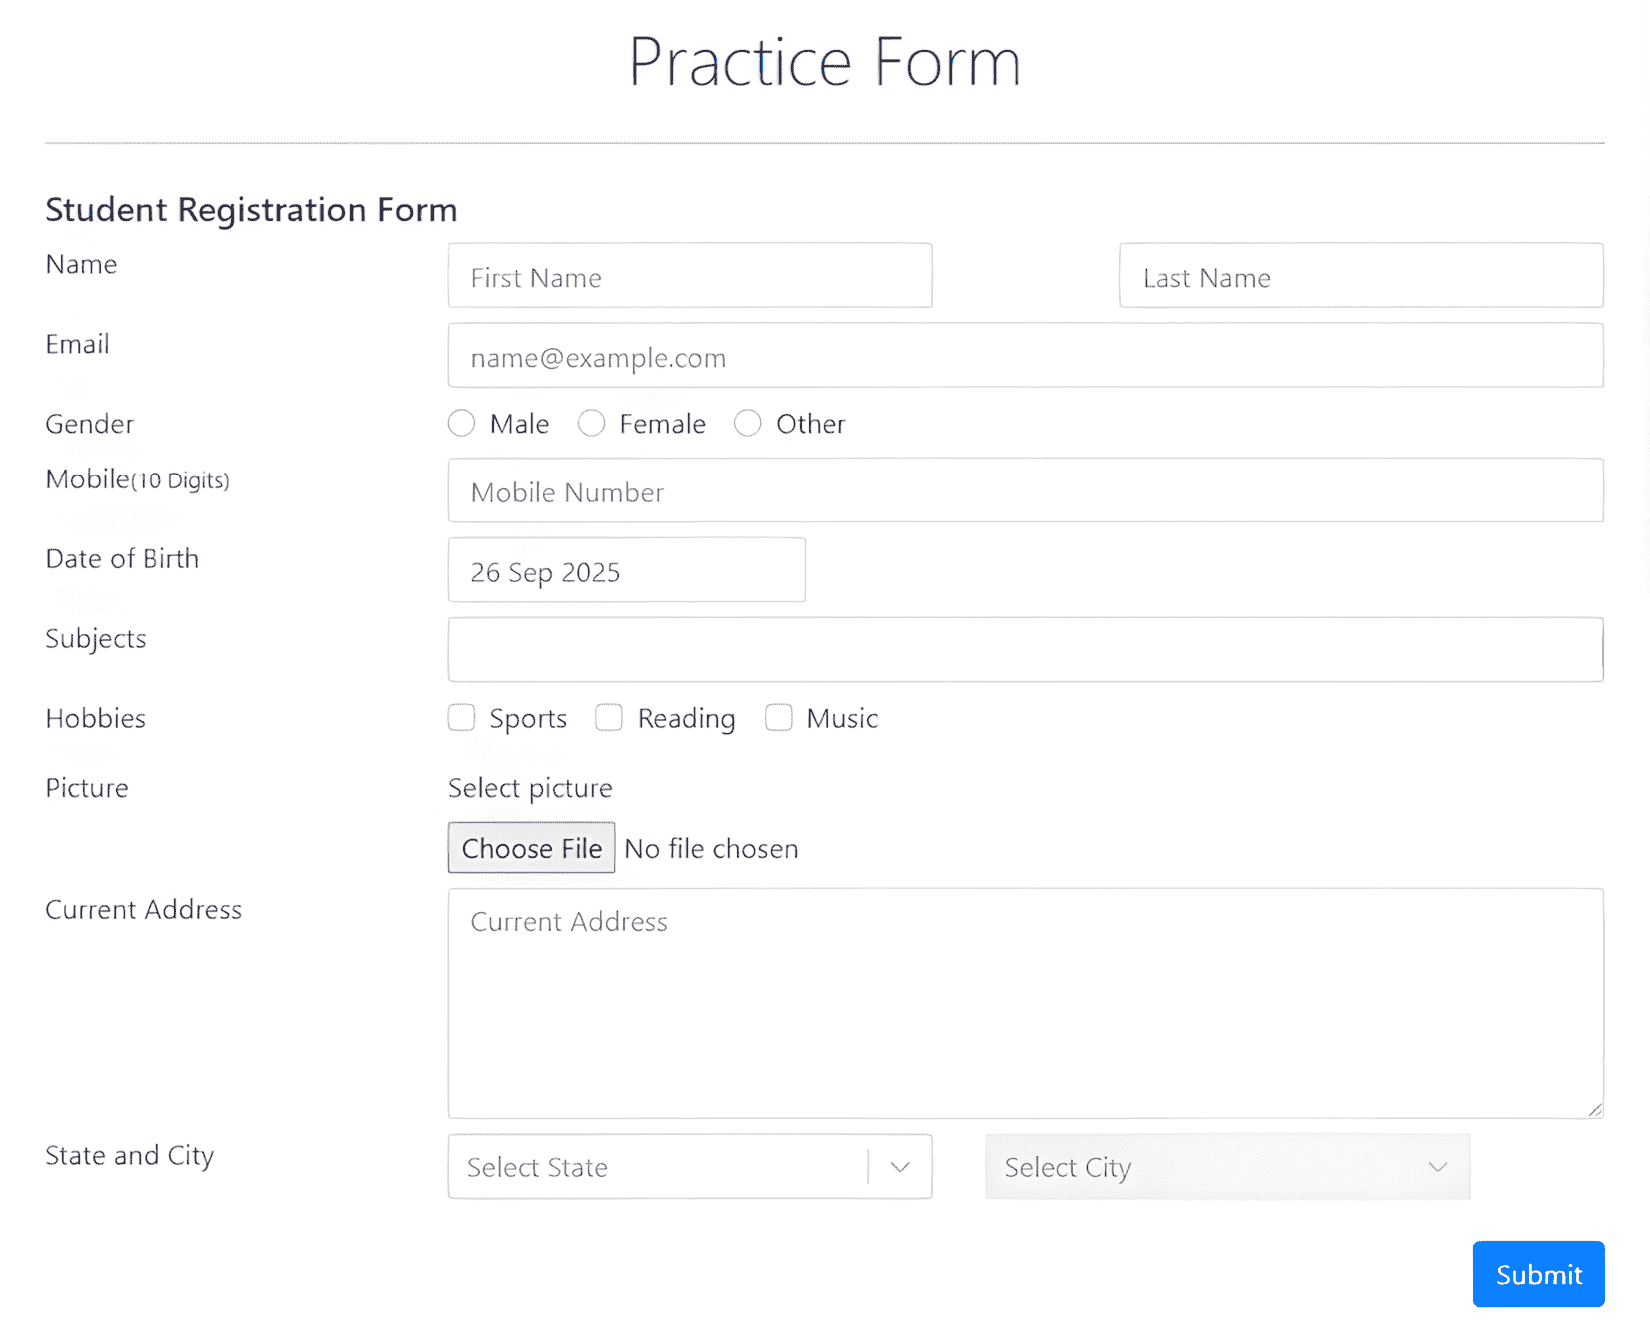 Practice Form
Student Registration Form
Name
First Name
Last Name
Email
name@example.com
Gender
Male Female Other
Mobile(10 Digits)
Mobile Number
Date of Birth
26 Sep 2025
Subjects
Hobbies
Sports Reading Music
Picture
Select picture
Choose File No file chosen
Current Address
Current Address
State and City
Select State
Select City
Submit